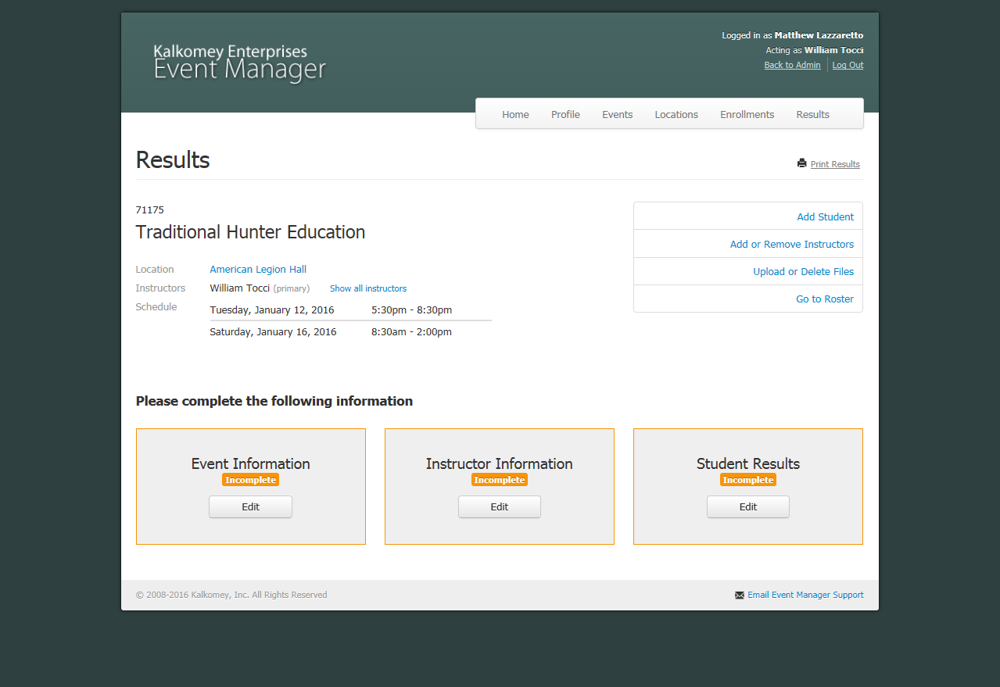 Kalkomey Enterprises
Event Manager
Logged in as Matthew Lazzaretto
Acting as William Tocci
Back to Admin Log Out
Home Profile Events Locations Enrollments Results
Results
Print Results
71175
Traditional Hunter Education
Location American Legion Hall
Instructors William Tocci (primary) Show all instructors
Schedule Tuesday, January 12, 2016 5:30pm - 8:30pm
Saturday, January 16, 2016 8:30am - 2:00pm
Add Student
Add or Remove Instructors
Upload or Delete Files
Go to Roster
Please complete the following information
Event Information
Incomplete
Edit
Instructor Information
Incomplete
Edit
Student Results
Incomplete
Edit
© 2008-2016 Kalkomey, Inc. All Rights Reserved
Email Event Manager Support